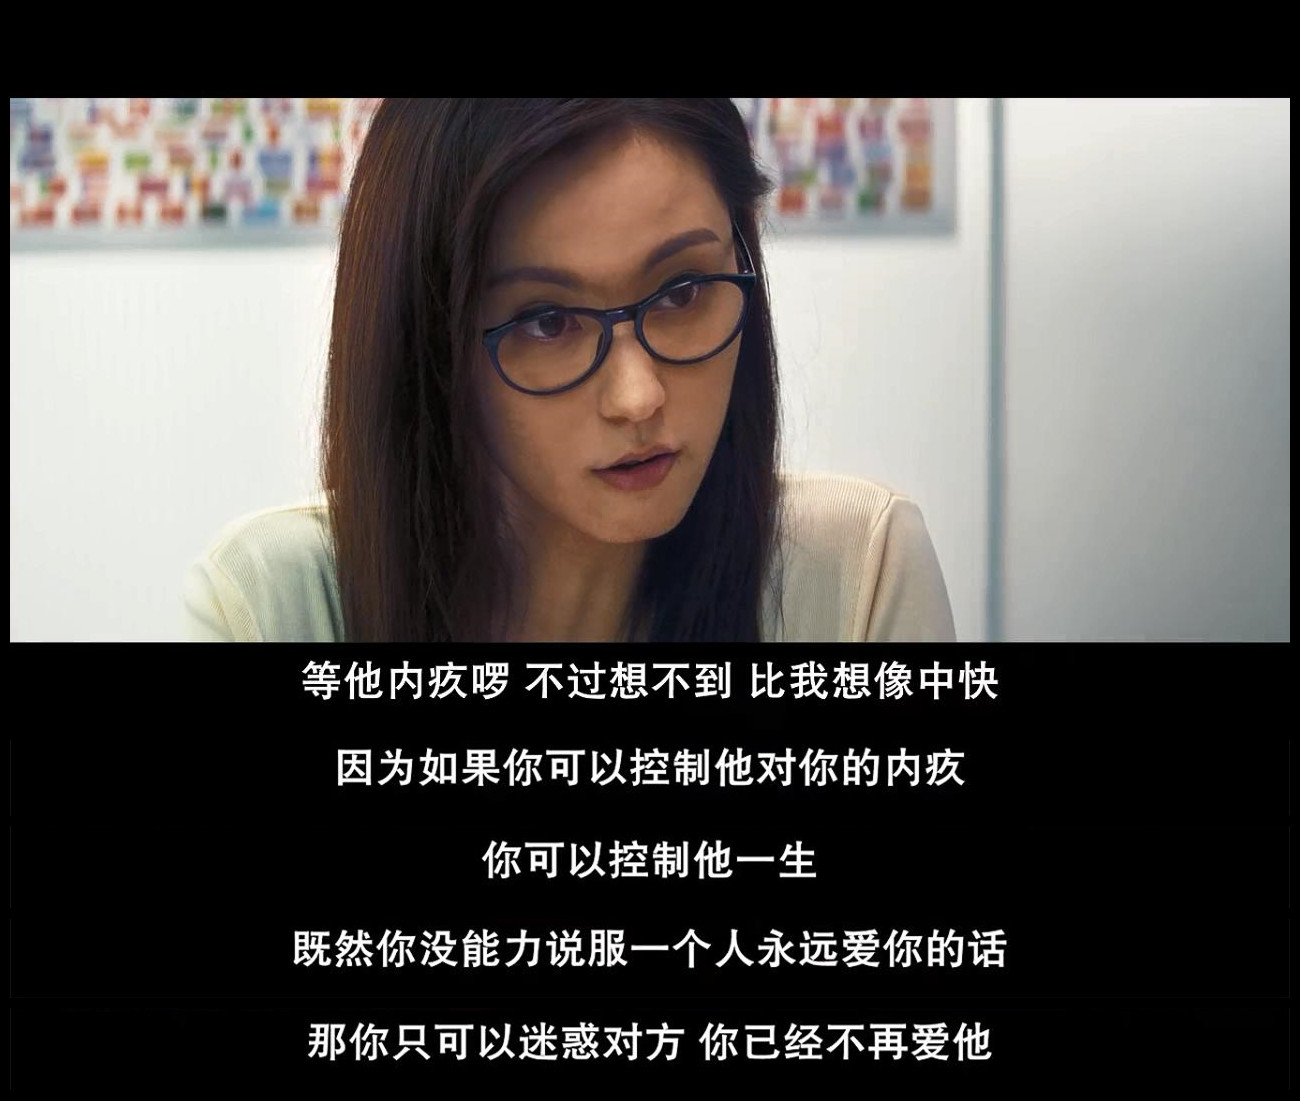 等他内疚啰 不过想不到 比我想像中快
因为如果你可以控制他对你的内疚
你可以控制他一生
既然你没能力说服一个人永远爱你的话
那你只可以迷惑对方 你已经不再爱他